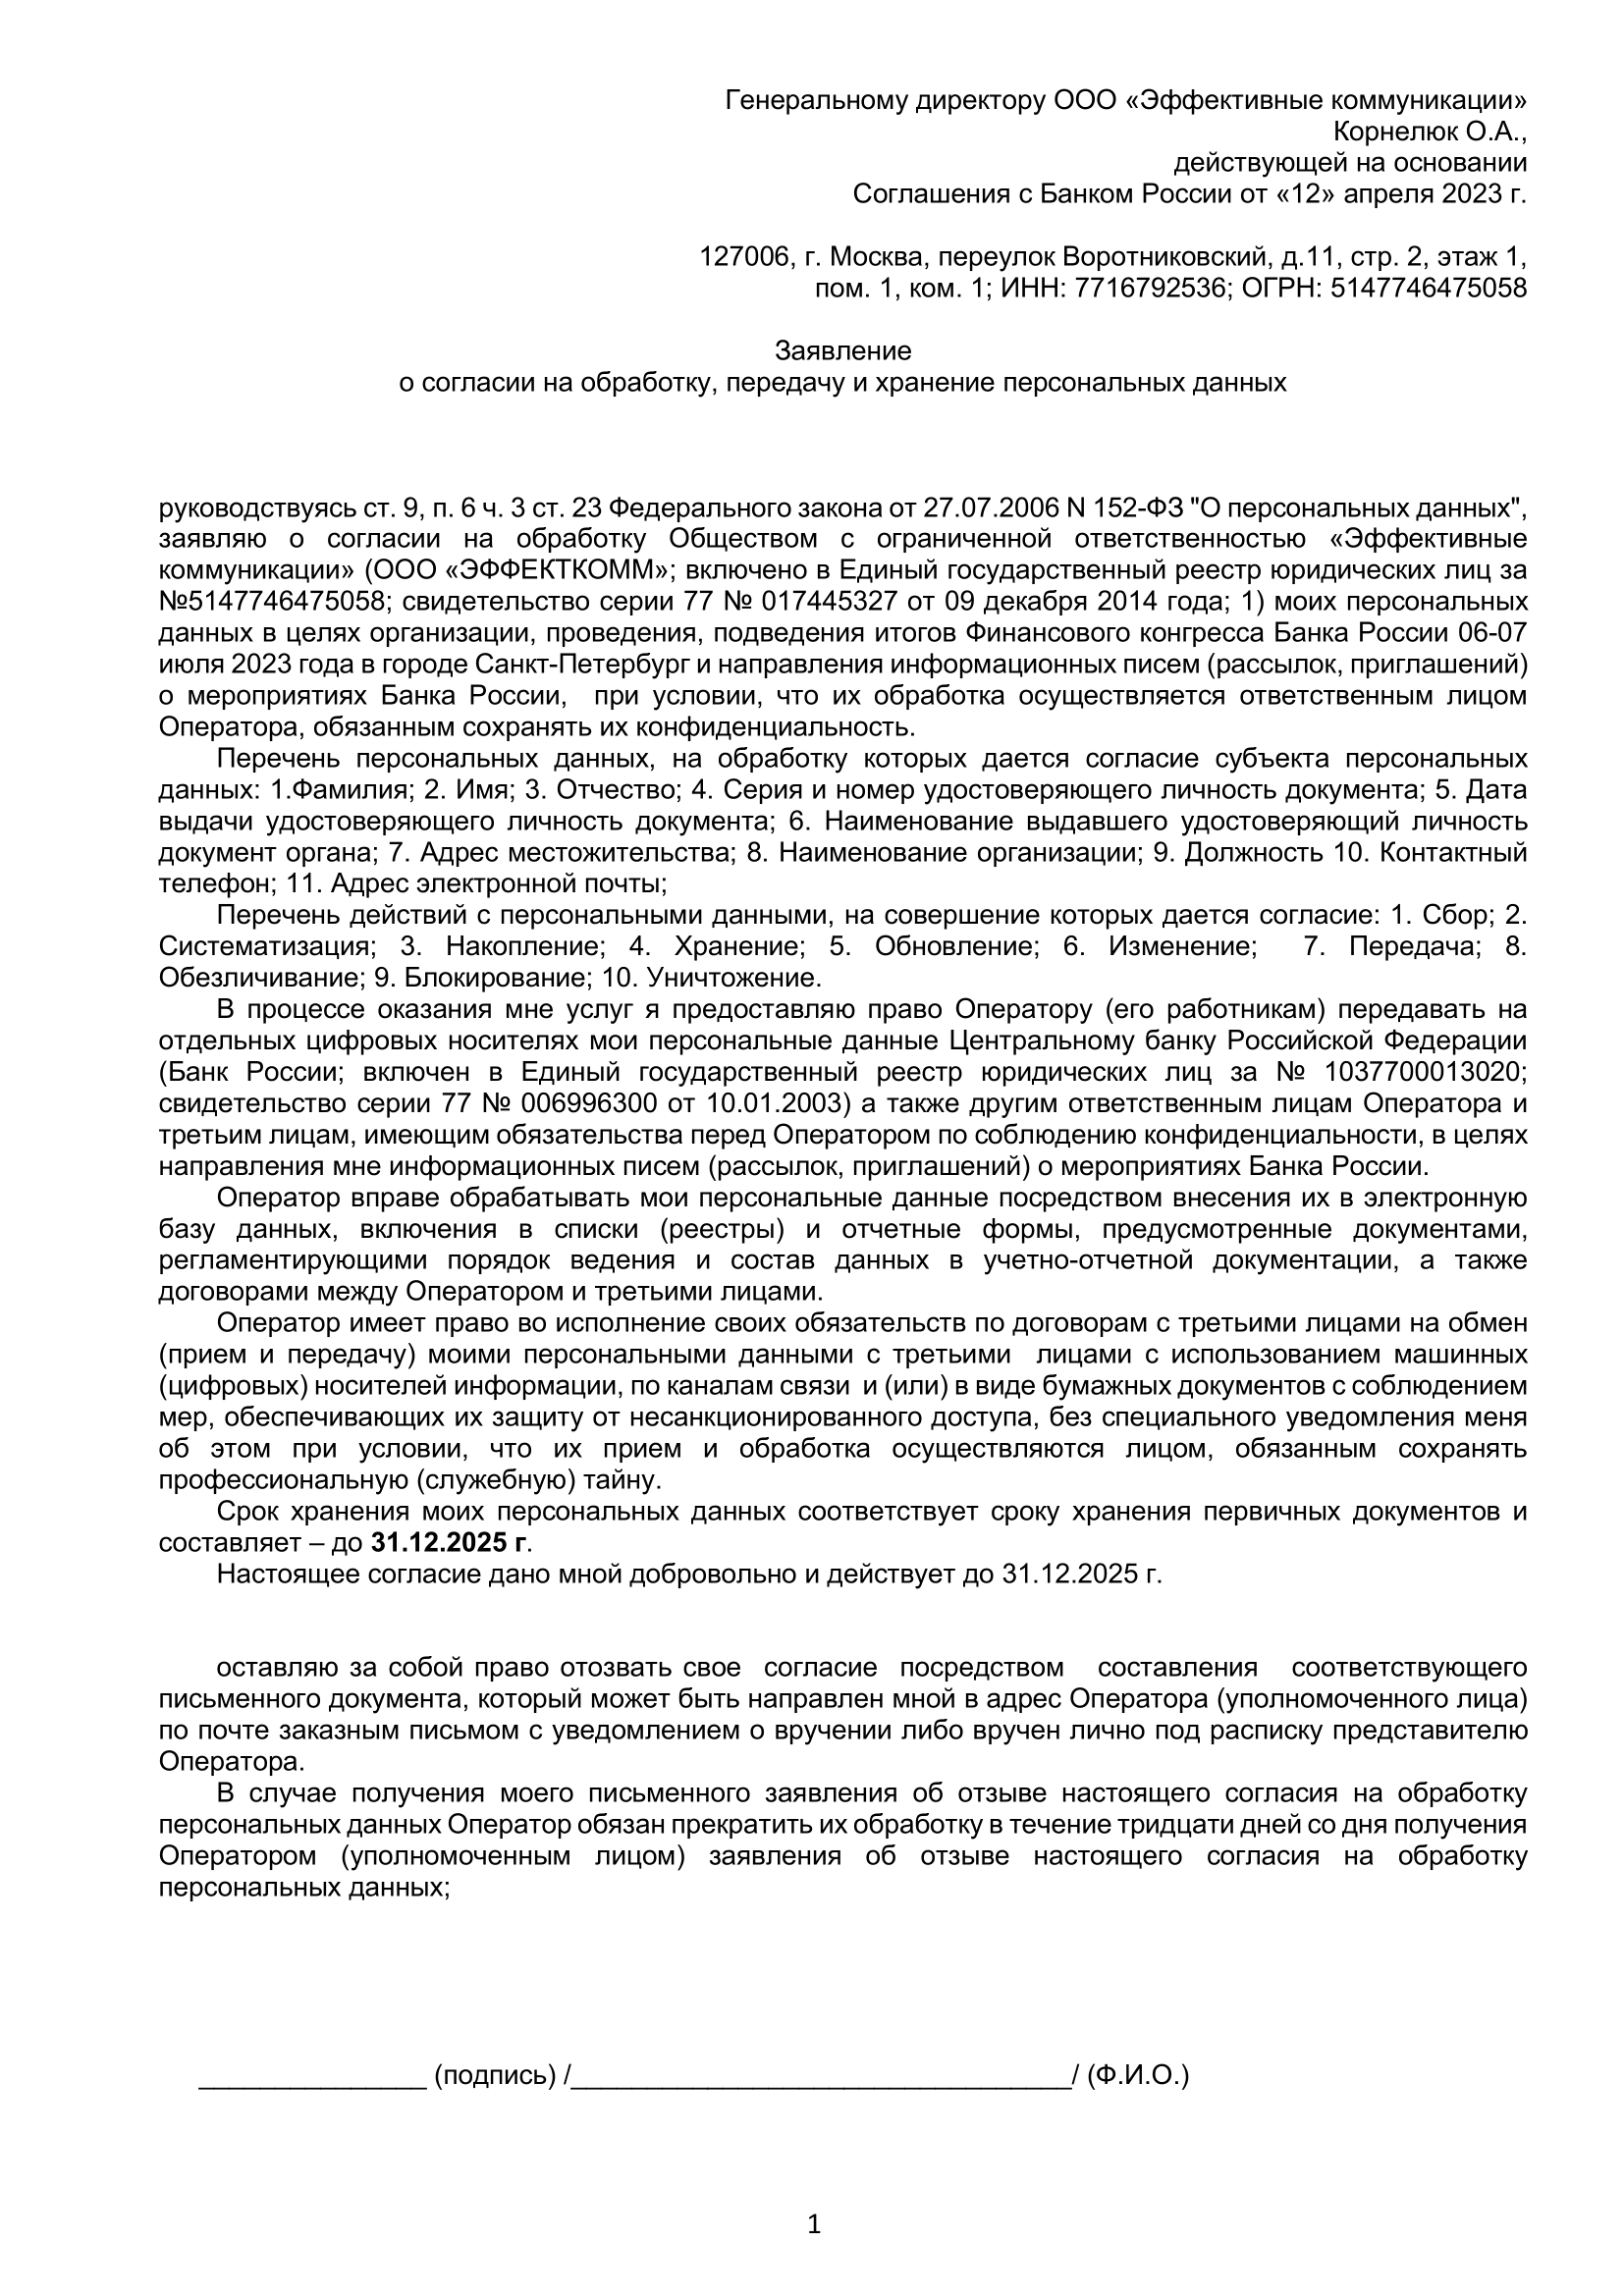 Генеральному директору ООО «Эффективные коммуникации»
Корнелюк О.А.,
действующей на основании
Соглашения с Банком России от «12» апреля 2023 г.
127006, г. Москва, переулок Воротниковский, д.11, стр. 2, этаж 1,
пом. 1, ком. 1; ИНН: 7716792536; ОГРН: 5147746475058
Заявление
о согласии на обработку, передачу и хранение персональных данных
руководствуясь ст. 9, п. 6 ч. 3 ст. 23 Федерального закона от 27.07.2006 N 152-ФЗ "О персональных данных",
заявляю о согласии на обработку Обществом с ограниченной ответственностью «Эффективные
коммуникации» (ООО «ЭФФЕКТКОММ»; включено в Единый государственный реестр юридических лиц за
№5147746475058; свидетельство серии 77 № 017445327 от 09 декабря 2014 года; 1) моих персональных
данных в целях организации, проведения, подведения итогов Финансового конгресса Банка России 06-07
июля 2023 года в городе Санкт-Петербург и направления информационных писем (рассылок, приглашений)
о мероприятиях Банка России, при условии, что их обработка осуществляется ответственным лицом
Оператора, обязанным сохранять их конфиденциальность.
Перечень персональных данных, на обработку которых дается согласие субъекта персональных
данных: 1.Фамилия; 2. Имя; 3. Отчество; 4. Серия и номер удостоверяющего личность документа; 5. Дата
выдачи удостоверяющего личность документа; 6. Наименование выдавшего удостоверяющий личность
документ органа; 7. Адрес местожительства; 8. Наименование организации; 9. Должность 10. Контактный
телефон; 11. Адрес электронной почты;
Перечень действий с персональными данными, на совершение которых дается согласие: 1. Сбор; 2.
Систематизация; 3. Накопление; 4. Хранение; 5. Обновление; 6. Изменение; 7. Передача; 8.
Обезличивание; 9. Блокирование; 10. Уничтожение.
В процессе оказания мне услуг я предоставляю право Оператору (его работникам) передавать на
отдельных цифровых носителях мои персональные данные Центральному банку Российской Федерации
(Банк России; включен в Единый государственный реестр юридических лиц за № 1037700013020;
свидетельство серии 77 № 006996300 от 10.01.2003) а также другим ответственным лицам Оператора и
третьим лицам, имеющим обязательства перед Оператором по соблюдению конфиденциальности, в целях
направления мне информационных писем (рассылок, приглашений) о мероприятиях Банка России.
Оператор вправе обрабатывать мои персональные данные посредством внесения их в электронную
базу данных, включения в списки (реестры) и отчетные формы, предусмотренные документами,
регламентирующими порядок ведения и состав данных в учетно-отчетной документации, а также
договорами между Оператором и третьими лицами.
Оператор имеет право во исполнение своих обязательств по договорам с третьими лицами на обмен
(прием и передачу) моими персональными данными с третьими лицами с использованием машинных
(цифровых) носителей информации, по каналам связи и (или) в виде бумажных документов с соблюдением
мер, обеспечивающих их защиту от несанкционированного доступа, без специального уведомления меня
об этом при условии, что их прием и обработка осуществляются лицом, обязанным сохранять
профессиональную (служебную) тайну.
Срок хранения моих персональных данных соответствует сроку хранения первичных документов и
составляет – до 31.12.2025 г.
Настоящее согласие дано мной добровольно и действует до 31.12.2025 г.
оставляю за собой право отозвать свое согласие посредством составления соответствующего
письменного документа, который может быть направлен мной в адрес Оператора (уполномоченного лица)
по почте заказным письмом с уведомлением о вручении либо вручен лично под расписку представителю
Оператора.
В случае получения моего письменного заявления об отзыве настоящего согласия на обработку
персональных данных Оператор обязан прекратить их обработку в течение тридцати дней со дня получения
Оператором (уполномоченным лицом) заявления об отзыве настоящего согласия на обработку
персональных данных;
_______________ (подпись) /_________________________________/ (Ф.И.О.)
1